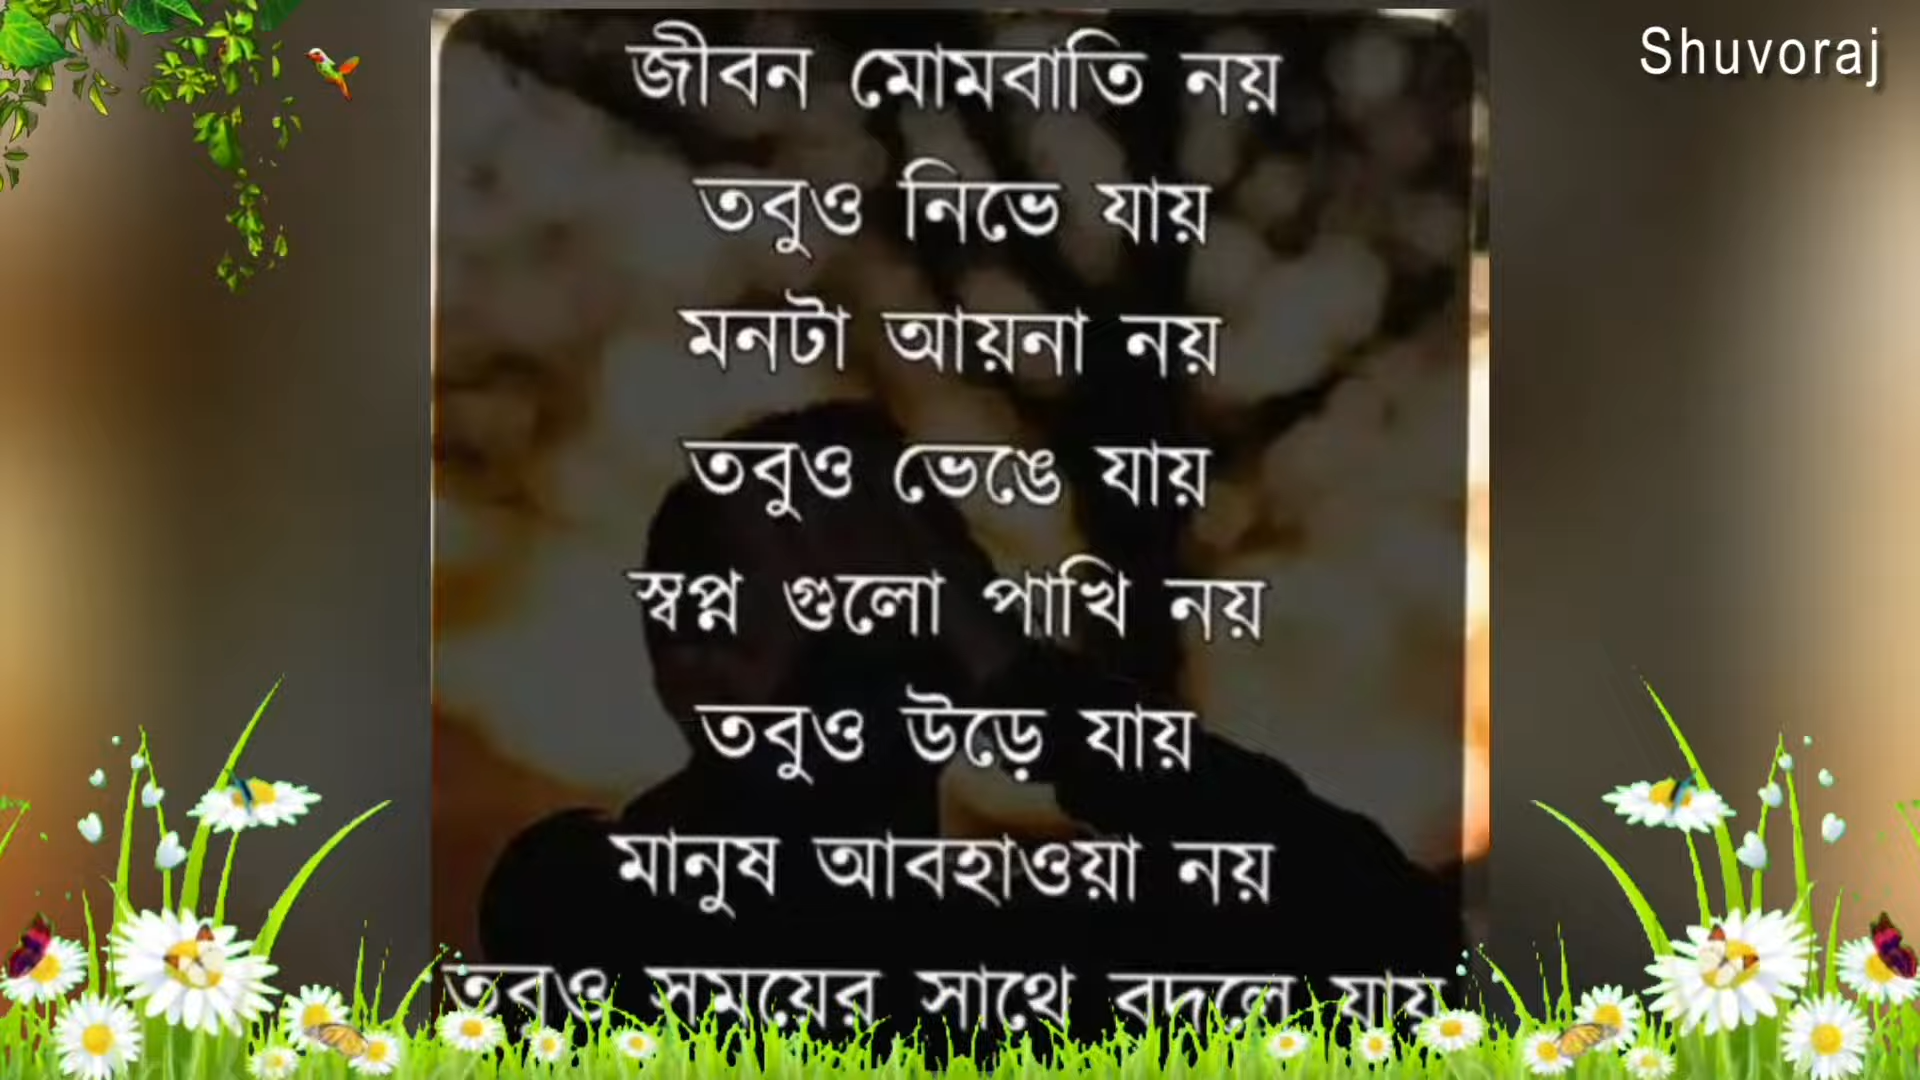 Shuvoraj
জীবন মোমবাতি নয়
তবুও নিভে যায়
মনটা আয়না নয়
তবুও ভেঙে যায়
স্বপ্ন গুলো পাখি নয়
তবুও উড়ে যায়
মানুষ আবহাওয়া নয়
তবুও সময়ের সাথে বদলে যায়